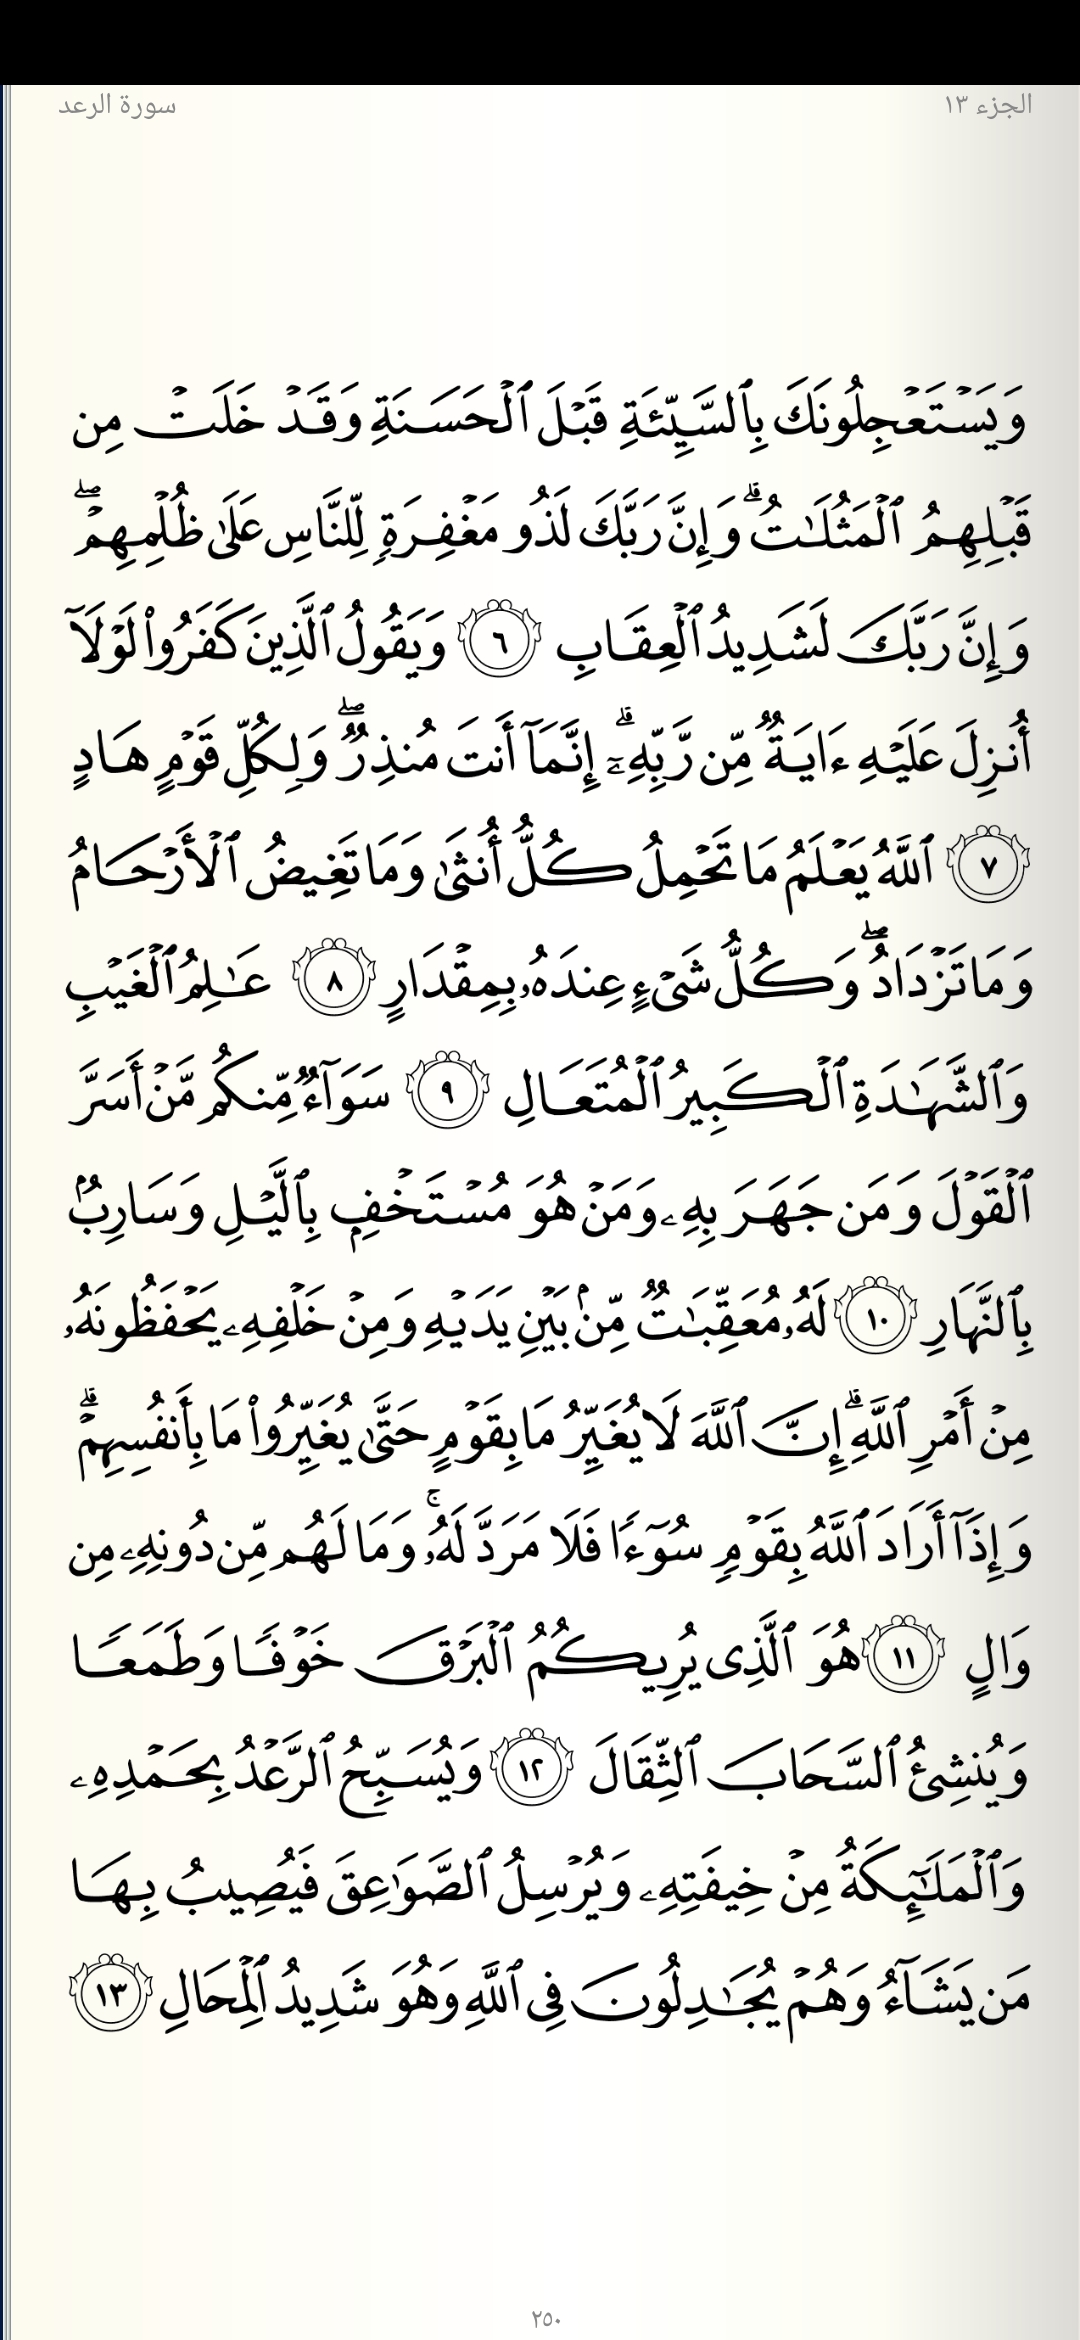 الجزء ١٣
سورة الرعد
وَيَسۡتَعۡجِلُونَكَ بِٱلسَّيِّئَةِ قَبۡلَ ٱلۡحَسَنَةِ وَقَدۡ خَلَتۡ مِن
قَبۡلِهِمُ ٱلۡمَثُلَٰتُۗ وَإِنَّ رَبَّكَ لَذُو مَغۡفِرَةٖ لِّلنَّاسِ عَلَىٰ ظُلۡمِهِمۡۖ
وَإِنَّ رَبَّكَ لَشَدِيدُ ٱلۡعِقَابِ ٦ وَيَقُولُ ٱلَّذِينَ كَفَرُواْ لَوۡلَآ
أُنزِلَ عَلَيۡهِ ءَايَةٞ مِّن رَّبِّهِۦٓۗ إِنَّمَآ أَنتَ مُنذِرٞۖ وَلِكُلِّ قَوۡمٍ هَادٍ
٧ ٱللَّهُ يَعۡلَمُ مَا تَحۡمِلُ كُلُّ أُنثَىٰ وَمَا تَغِيضُ ٱلۡأَرۡحَامُ
وَمَا تَزۡدَادُۖ وَكُلُّ شَيۡءٍ عِندَهُۥ بِمِقۡدَارٍ ٨ عَٰلِمُ ٱلۡغَيۡبِ
وَٱلشَّهَٰدَةِ ٱلۡكَبِيرُ ٱلۡمُتَعَالِ ٩ سَوَآءٞ مِّنكُم مَّنۡ أَسَرَّ
ٱلۡقَوۡلَ وَمَن جَهَرَ بِهِۦ وَمَنۡ هُوَ مُسۡتَخۡفِۭ بِٱلَّيۡلِ وَسَارِبُۢ
بِٱلنَّهَارِ ١٠ لَهُۥ مُعَقِّبَٰتٞ مِّنۢ بَيۡنِ يَدَيۡهِ وَمِنۡ خَلۡفِهِۦ يَحۡفَظُونَهُۥ
مِنۡ أَمۡرِ ٱللَّهِۗ إِنَّ ٱللَّهَ لَا يُغَيِّرُ مَا بِقَوۡمٍ حَتَّىٰ يُغَيِّرُواْ مَا بِأَنفُسِهِمۡۗ
وَإِذَآ أَرَادَ ٱللَّهُ بِقَوۡمٖ سُوٓءٗا فَلَا مَرَدَّ لَهُۥۚ وَمَا لَهُم مِّن دُونِهِۦ مِن
وَالٍ ١١ هُوَ ٱلَّذِي يُرِيكُمُ ٱلۡبَرۡقَ خَوۡفٗا وَطَمَعٗا
وَيُنشِئُ ٱلسَّحَابَ ٱلثِّقَالَ ١٢ وَيُسَبِّحُ ٱلرَّعۡدُ بِحَمۡدِهِۦ
وَٱلۡمَلَٰٓئِكَةُ مِنۡ خِيفَتِهِۦ وَيُرۡسِلُ ٱلصَّوَٰعِقَ فَيُصِيبُ بِهَا
مَن يَشَآءُ وَهُمۡ يُجَٰدِلُونَ فِي ٱللَّهِ وَهُوَ شَدِيدُ ٱلۡمِحَالِ ١٣
٢٥٠